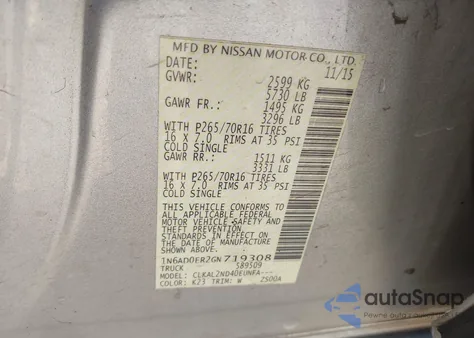 MFD BY NISSAN MOTOR CO., LTD.
DATE: 11/15
GVWR: 2599 KG
5730 LB
GAWR FR.: 1495 KG
3296 LB
WITH P265/70R16 TIRES
16 X 7.0 RIMS AT 35 PSI
COLD SINGLE
GAWR RR.: 1511 KG
3331 LB
WITH P265/70R16 TIRES
16 X 7.0 RIMS AT 35 PSI
COLD SINGLE
THIS VEHICLE CONFORMS TO
ALL APPLICABLE FEDERAL
MOTOR VEHICLE SAFETY AND
THEFT PREVENTION
STANDARDS IN EFFECT ON
THE DATE OF MANUFACTURE
SHOWN ABOVE.
1N6AD0ER2GN719308
TRUCK 589509
MODEL: CLKAL2ND40EUNFA---
COLOR: K23 TRIM: W ZS00A
autoSnap